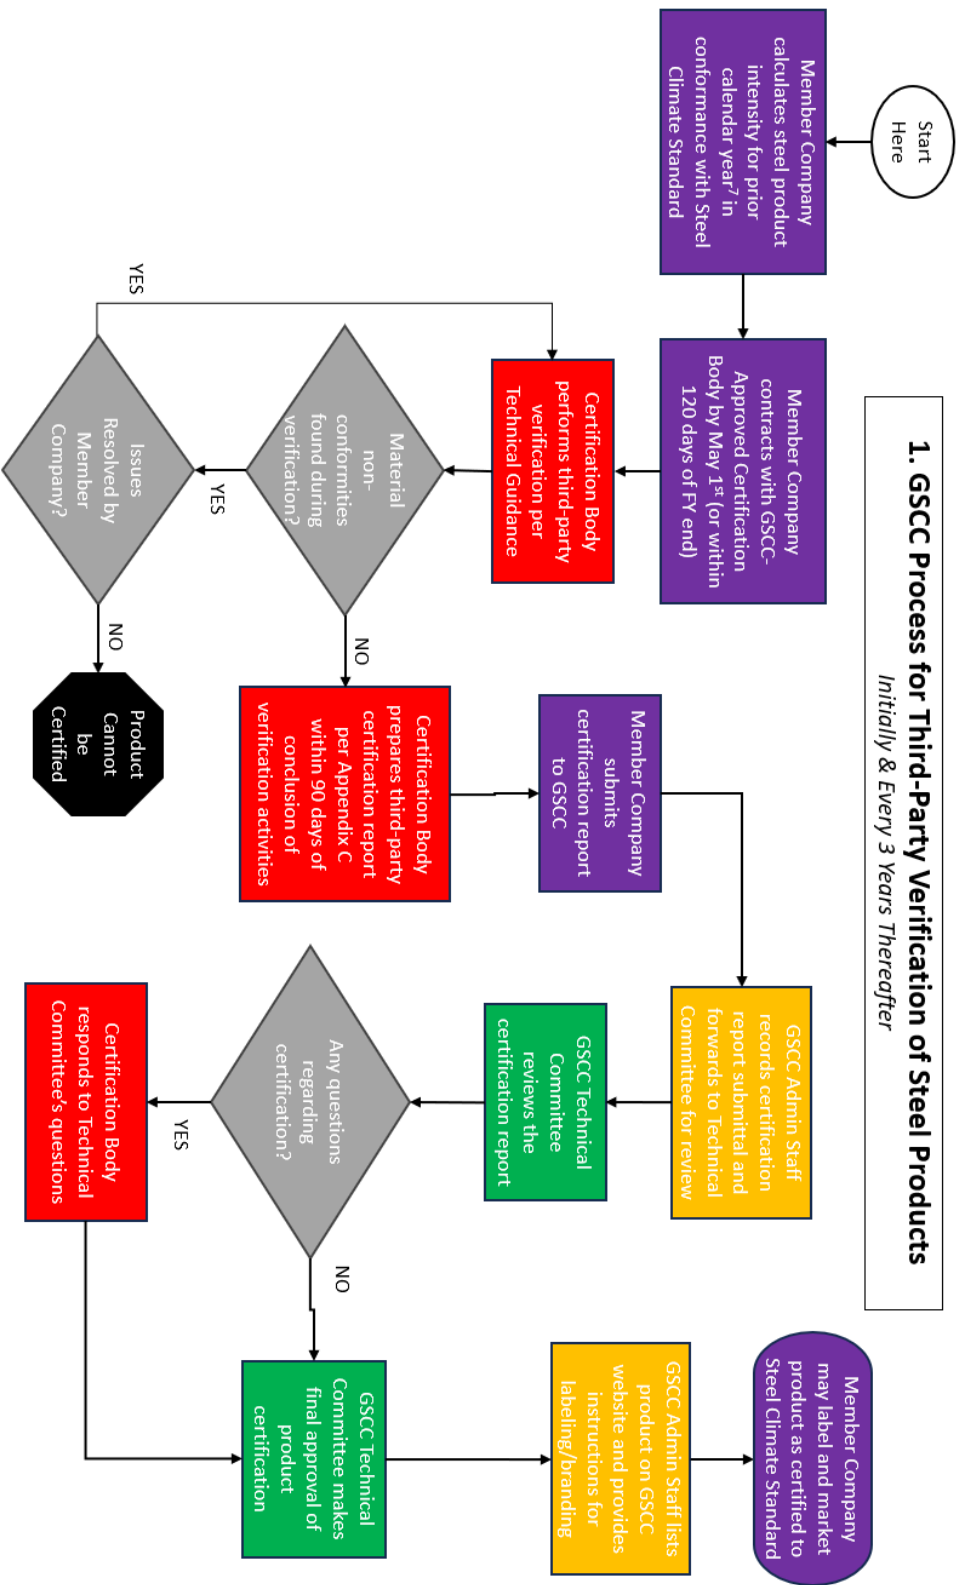 1. GSCC Process for Third-Party Verification of Steel Products
Initially & Every 3 Years Thereafter
Start
Here
Member Company
calculates steel product
intensity for prior
calendar year⁷ in
conformance with Steel
Climate Standard
Member Company
contracts with GSCC-
Approved Certification
Body by May 1ˢᵗ (or within
120 days of FY end)
Certification Body
performs third-party
verification per
Technical Guidance
Material
non-
conformities
found during
verification?
YES
Issues
Resolved by
Member
Company?
YES
NO
Product
Cannot
be
Certified
NO
Certification Body
prepares third-party
certification report
per Appendix C
within 90 days of
conclusion of
verification activities
Member Company
submits
certification report
to GSCC
GSCC Admin Staff
records certification
report submittal and
forwards to Technical
Committee for review
GSCC Technical
Committee
reviews the
certification report
Any questions
regarding
certification?
YES
Certification Body
responds to Technical
Committee's questions
NO
GSCC Technical
Committee makes
final approval of
product
certification
GSCC Admin Staff lists
product on GSCC
website and provides
instructions for
labeling/branding
Member Company
may label and market
product as certified to
Steel Climate Standard